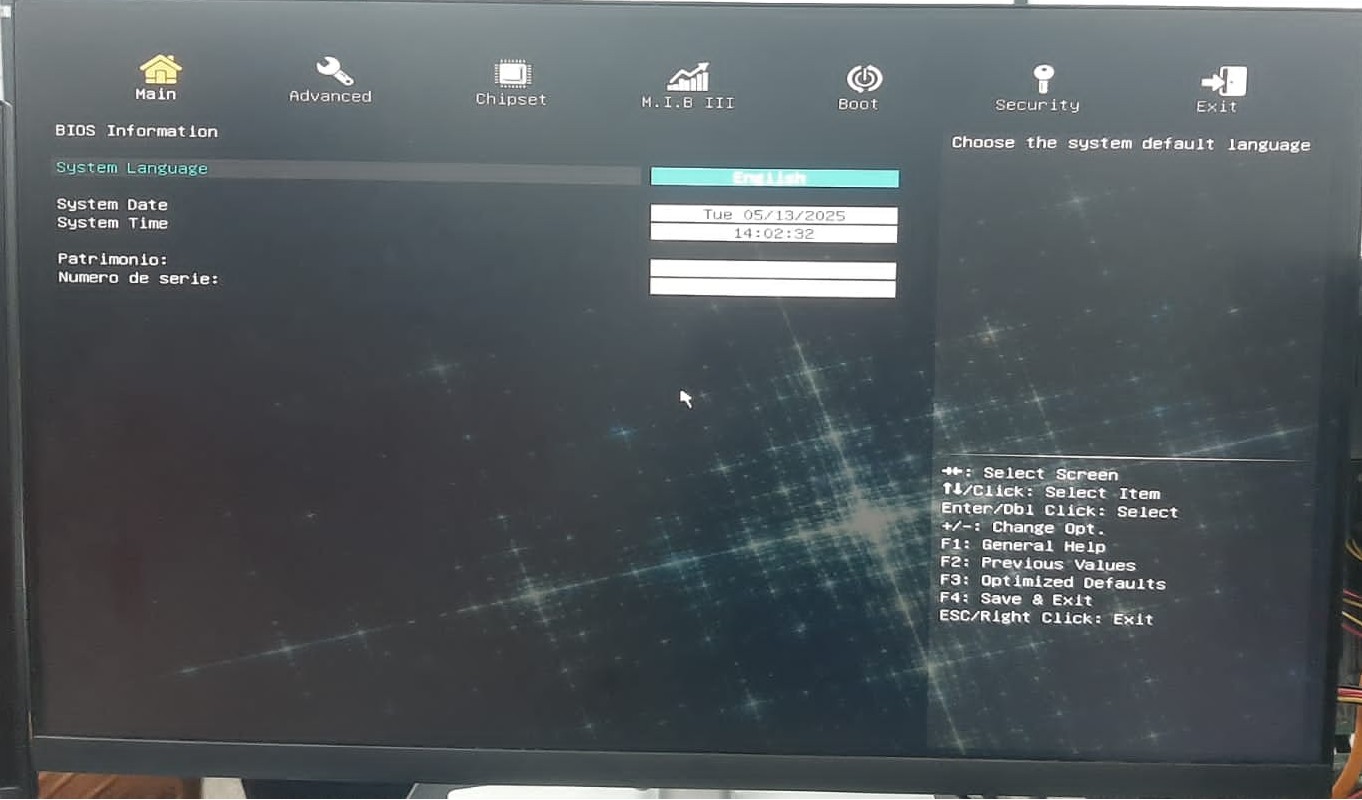 Main
Advanced
Chipset
M.I.B III
Boot
Security
Exit
BIOS Information
System Language English
System Date Tue 05/13/2025
System Time 14:02:32
Patrimonio:
Numero de serie:
Choose the system default language
→←: Select Screen
↑↓/Click: Select Item
Enter/Dbl Click: Select
+/-: Change Opt.
F1: General Help
F2: Previous Values
F3: Optimized Defaults
F4: Save & Exit
ESC/Right Click: Exit